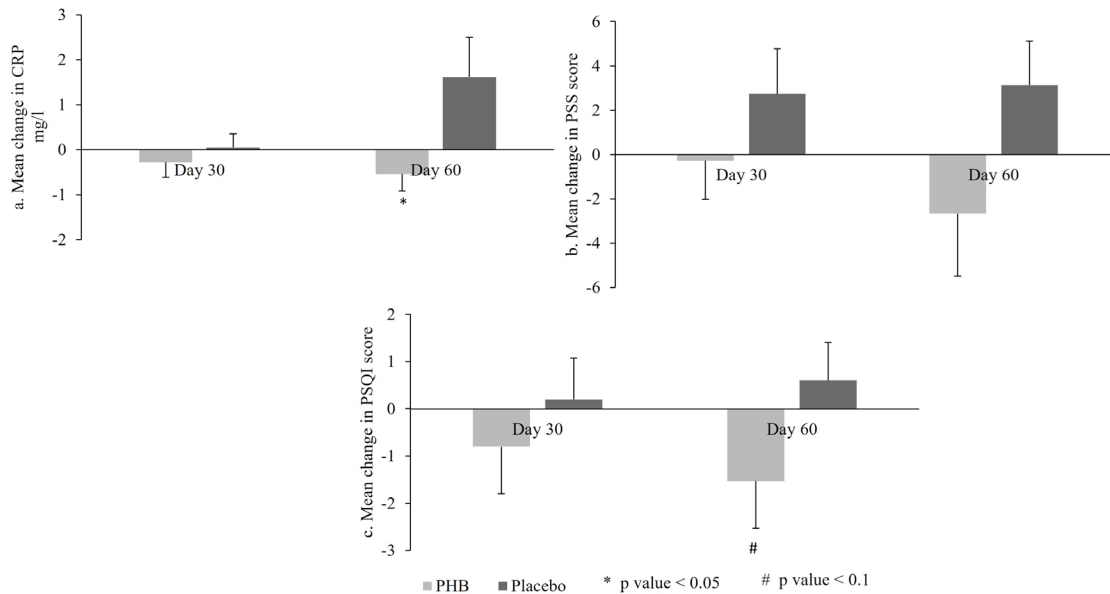 a. Mean change in CRP
mg/l
3
2
1
0
-1
-2
Day 30
Day 60
*
b. Mean change in PSS score
6
4
2
0
-2
-4
-6
Day 30
Day 60
c. Mean change in PSQI score
2
1
0
-1
-2
-3
Day 30
Day 60
#
PHB Placebo * p value < 0.05 # p value < 0.1